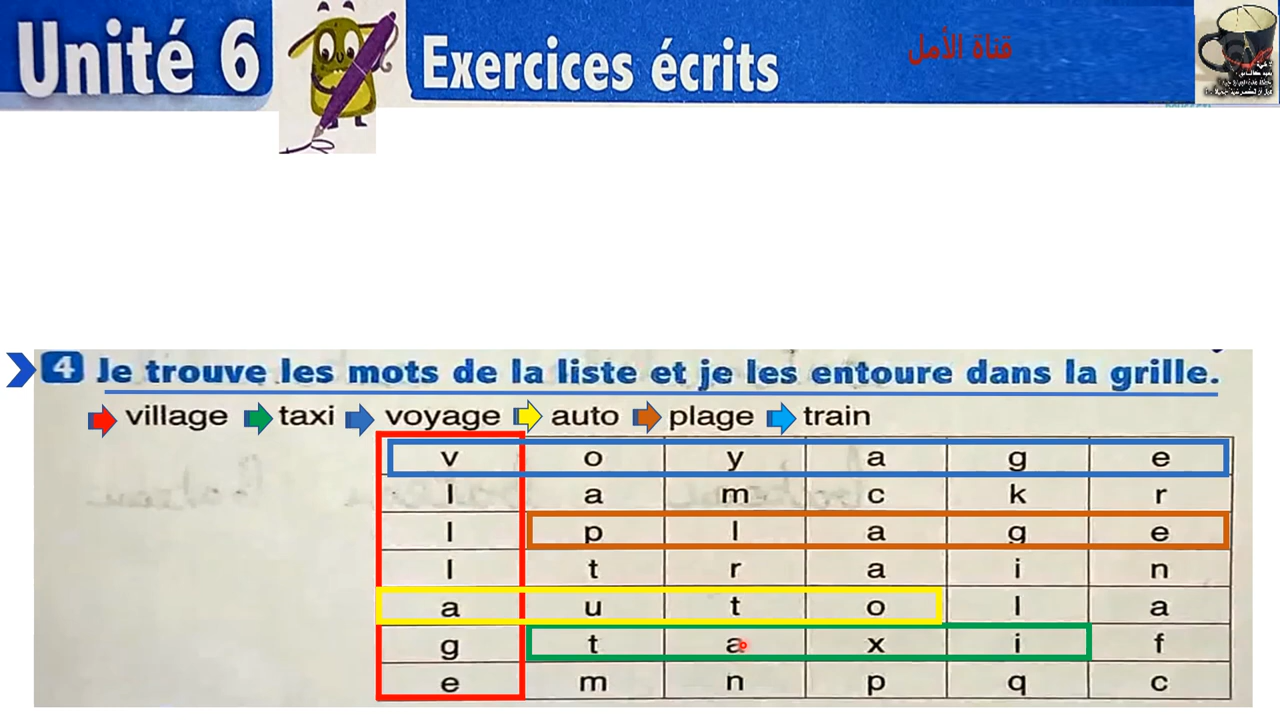 Unité 6
Exercices écrits
قناة الأمل
4 Je trouve les mots de la liste et je les entoure dans la grille.
village taxi voyage auto plage train
v o y a g e
l a m c k r
l p l a g e
l t r a i n
a u t o l a
g t a x i f
e m n p q c